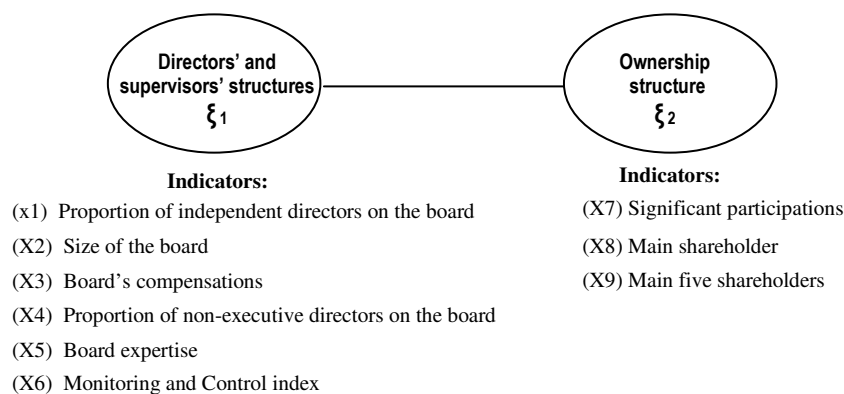 Directors' and
supervisors' structures
ξ1
Ownership
structure
ξ2
Indicators:
(x1) Proportion of independent directors on the board
(X2) Size of the board
(X3) Board's compensations
(X4) Proportion of non-executive directors on the board
(X5) Board expertise
(X6) Monitoring and Control index
Indicators:
(X7) Significant participations
(X8) Main shareholder
(X9) Main five shareholders